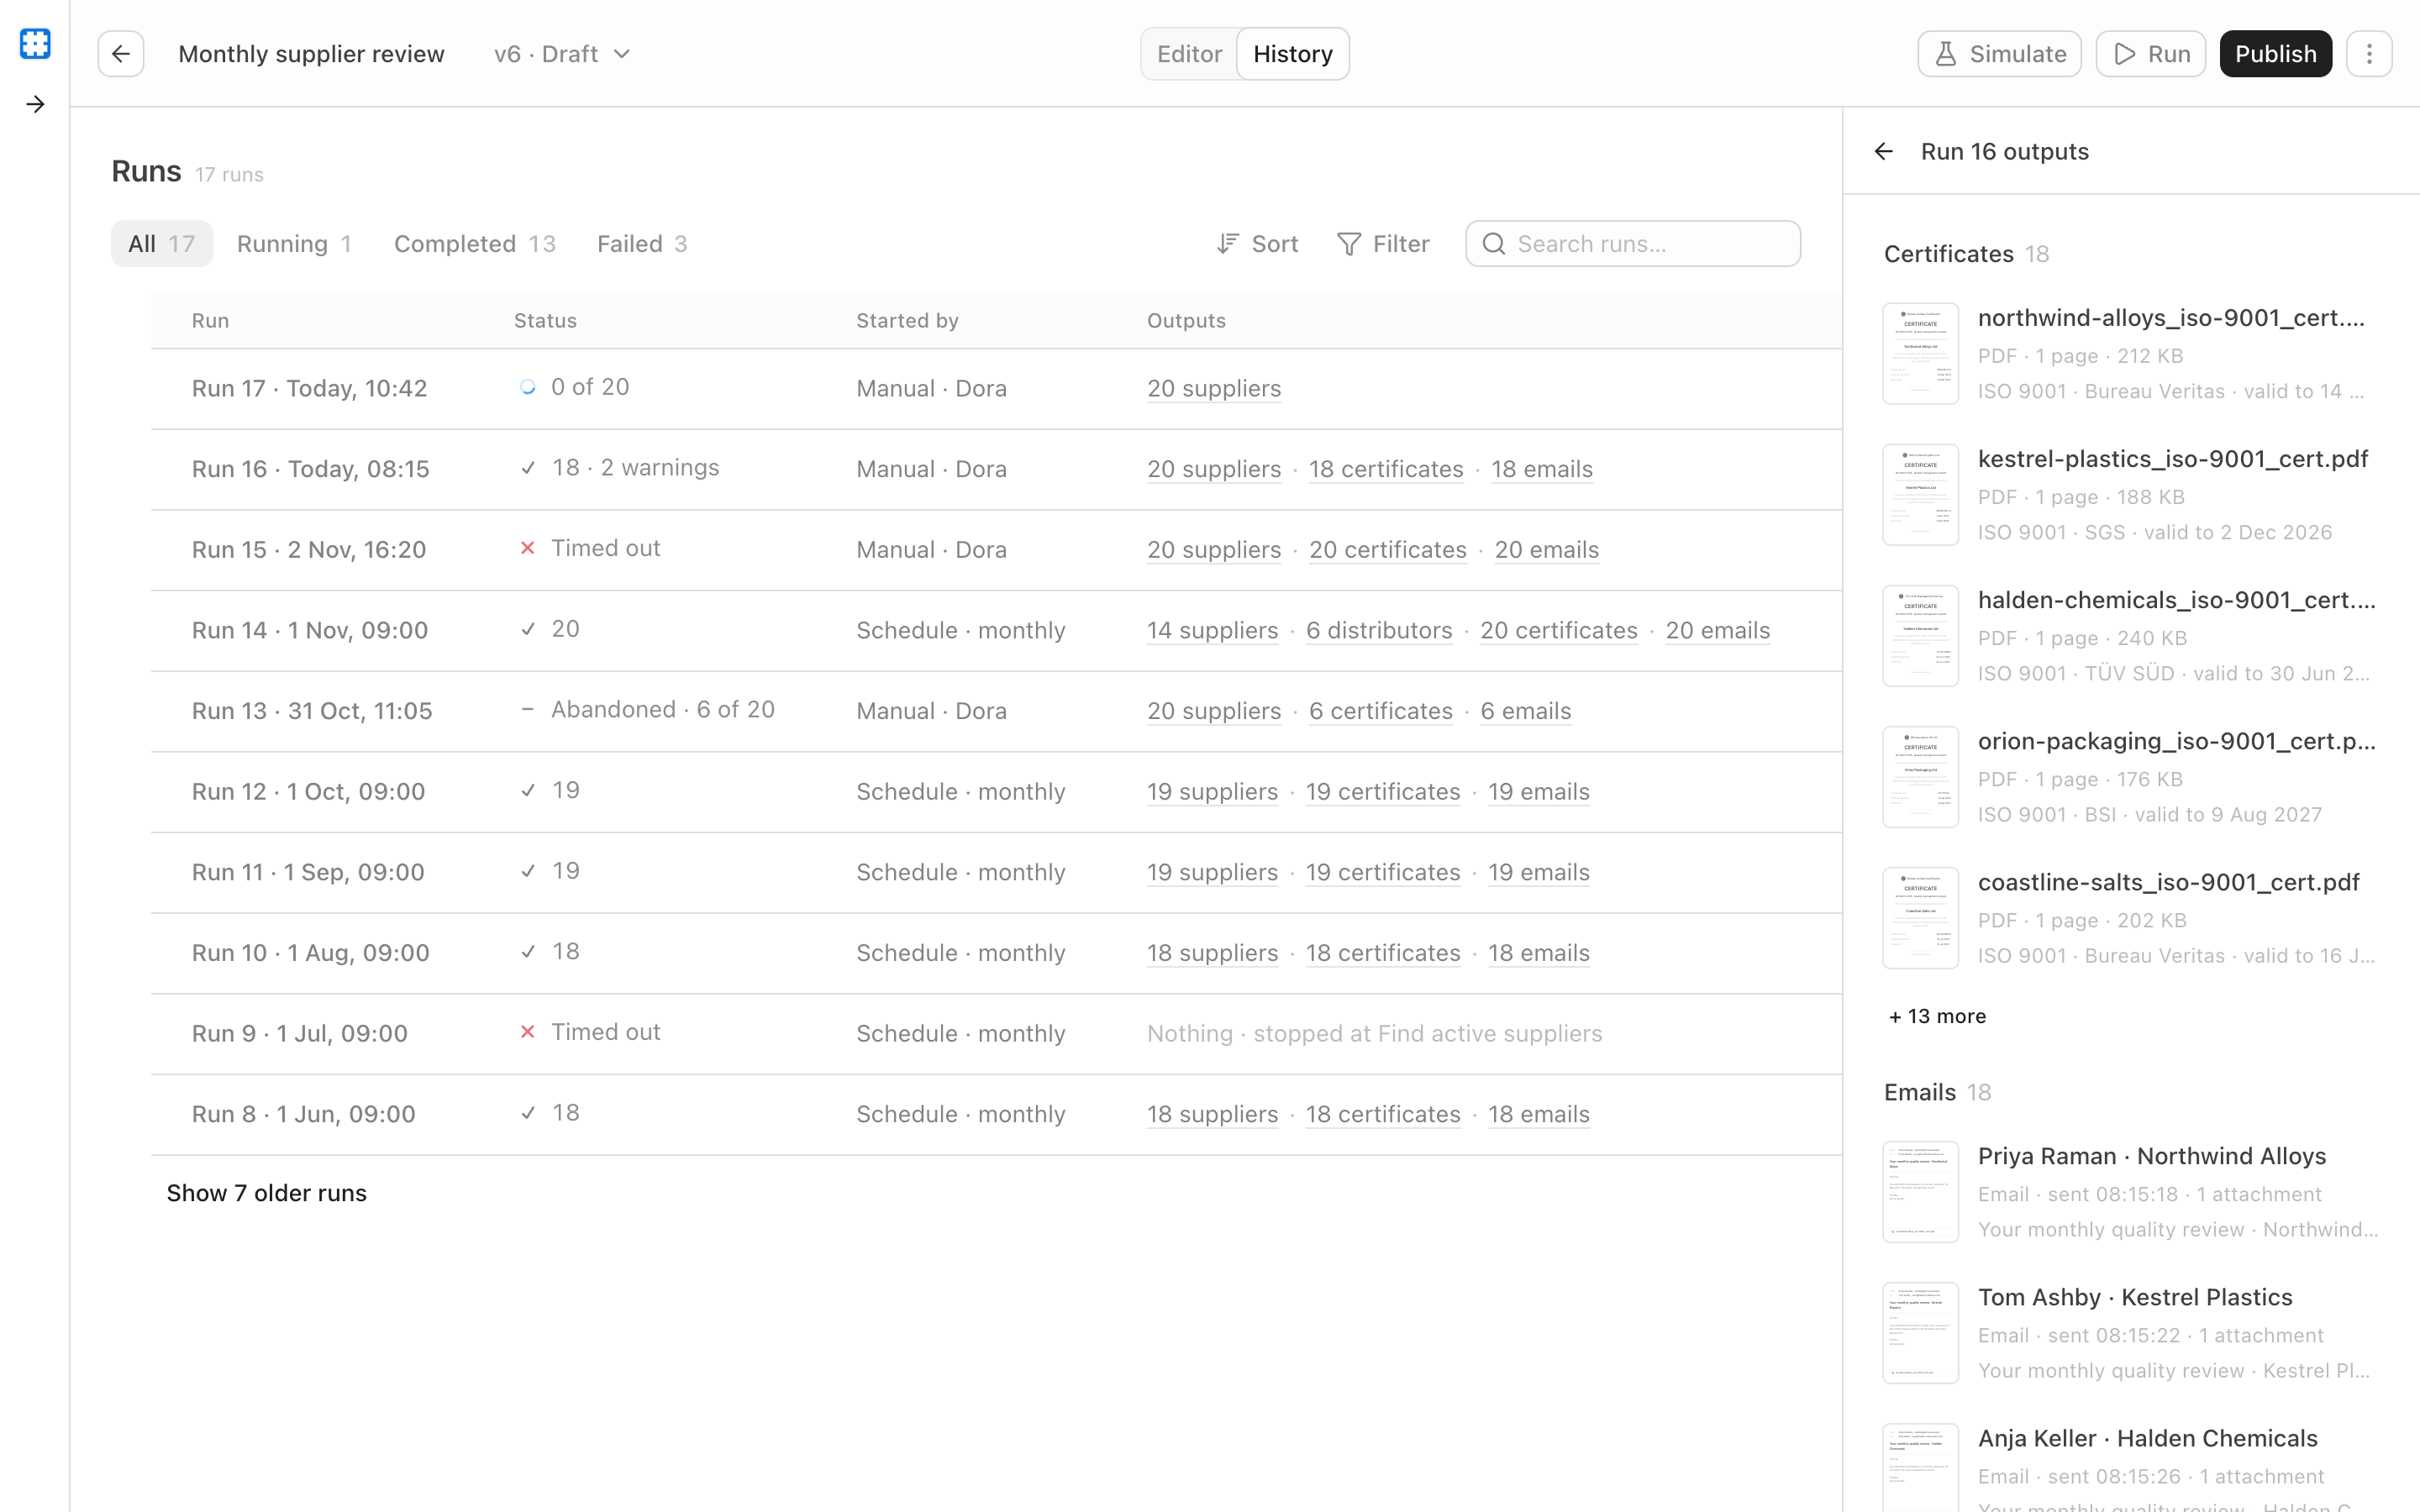 Monthly supplier review
v6 · Draft
Editor
History
Simulate
Run
Publish
Runs 17 runs
All 17
Running 1
Completed 13
Failed 3
Sort
Filter
Search runs...
Run Status Started by Outputs
Run 17 · Today, 10:42 0 of 20 Manual · Dora 20 suppliers
Run 16 · Today, 08:15 18 · 2 warnings Manual · Dora 20 suppliers · 18 certificates · 18 emails
Run 15 · 2 Nov, 16:20 Timed out Manual · Dora 20 suppliers · 20 certificates · 20 emails
Run 14 · 1 Nov, 09:00 20 Schedule · monthly 14 suppliers · 6 distributors · 20 certificates · 20 emails
Run 13 · 31 Oct, 11:05 Abandoned · 6 of 20 Manual · Dora 20 suppliers · 6 certificates · 6 emails
Run 12 · 1 Oct, 09:00 19 Schedule · monthly 19 suppliers · 19 certificates · 19 emails
Run 11 · 1 Sep, 09:00 19 Schedule · monthly 19 suppliers · 19 certificates · 19 emails
Run 10 · 1 Aug, 09:00 18 Schedule · monthly 18 suppliers · 18 certificates · 18 emails
Run 9 · 1 Jul, 09:00 Timed out Schedule · monthly Nothing · stopped at Find active suppliers
Run 8 · 1 Jun, 09:00 18 Schedule · monthly 18 suppliers · 18 certificates · 18 emails
Show 7 older runs
Run 16 outputs
Certificates 18
northwind-alloys_iso-9001_cert....
PDF · 1 page · 212 KB
ISO 9001 · Bureau Veritas · valid to 14 ...
kestrel-plastics_iso-9001_cert.pdf
PDF · 1 page · 188 KB
ISO 9001 · SGS · valid to 2 Dec 2026
halden-chemicals_iso-9001_cert....
PDF · 1 page · 240 KB
ISO 9001 · TÜV SÜD · valid to 30 Jun 2...
orion-packaging_iso-9001_cert.p...
PDF · 1 page · 176 KB
ISO 9001 · BSI · valid to 9 Aug 2027
coastline-salts_iso-9001_cert.pdf
PDF · 1 page · 202 KB
ISO 9001 · Bureau Veritas · valid to 16 J...
+ 13 more
Emails 18
Priya Raman · Northwind Alloys
Email · sent 08:15:18 · 1 attachment
Your monthly quality review · Northwind...
Tom Ashby · Kestrel Plastics
Email · sent 08:15:22 · 1 attachment
Your monthly quality review · Kestrel Pl...
Anja Keller · Halden Chemicals
Email · sent 08:15:26 · 1 attachment
Your monthly quality review · Halden C...